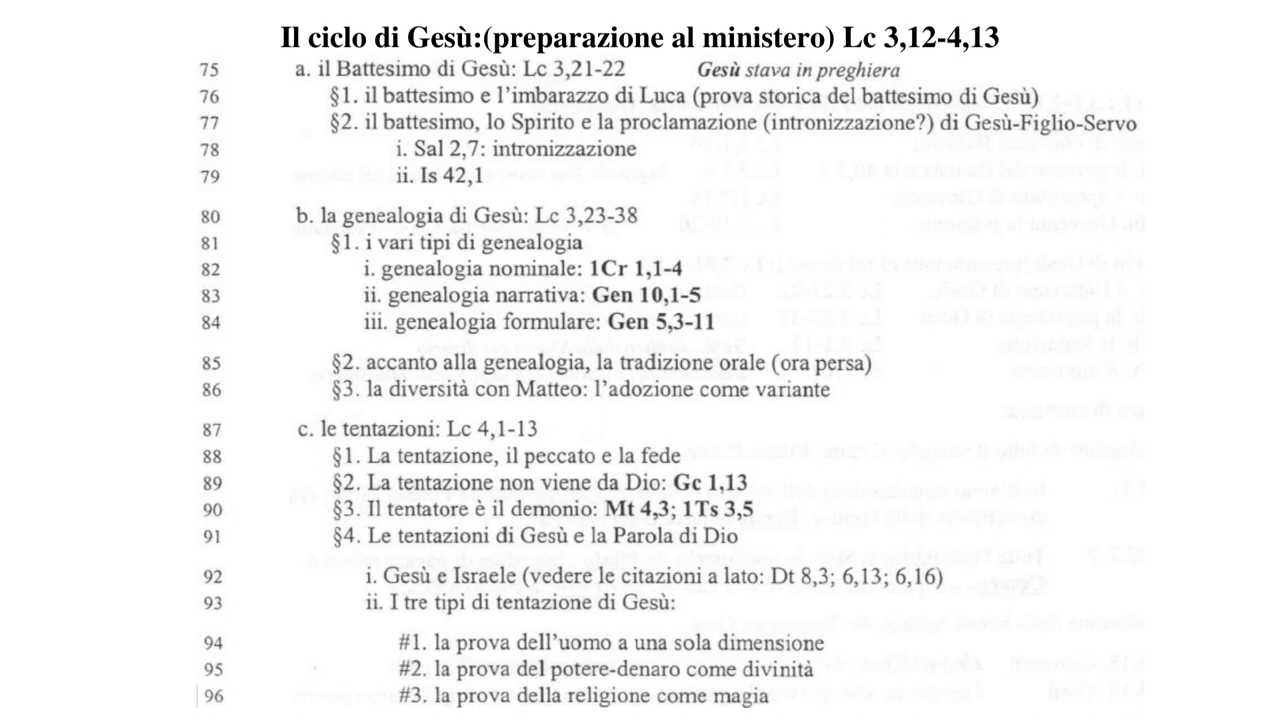 Il ciclo di Gesù:(preparazione al ministero) Lc 3,12-4,13
75 a. il Battesimo di Gesù: Lc 3,21-22 Gesù stava in preghiera
76 §1. il battesimo e l'imbarazzo di Luca (prova storica del battesimo di Gesù)
77 §2. il battesimo, lo Spirito e la proclamazione (intronizzazione?) di Gesù-Figlio-Servo
78 i. Sal 2,7: intronizzazione
79 ii. Is 42,1
80 b. la genealogia di Gesù: Lc 3,23-38
81 §1. i vari tipi di genealogia
82 i. genealogia nominale: 1Cr 1,1-4
83 ii. genealogia narrativa: Gen 10,1-5
84 iii. genealogia formulare: Gen 5,3-11
85 §2. accanto alla genealogia, la tradizione orale (ora persa)
86 §3. la diversità con Matteo: l'adozione come variante
87 c. le tentazioni: Lc 4,1-13
88 §1. La tentazione, il peccato e la fede
89 §2. La tentazione non viene da Dio: Gc 1,13
90 §3. Il tentatore è il demonio: Mt 4,3; 1Ts 3,5
91 §4. Le tentazioni di Gesù e la Parola di Dio
92 i. Gesù e Israele (vedere le citazioni a lato: Dt 8,3; 6,13; 6,16)
93 ii. I tre tipi di tentazione di Gesù:
94 #1. la prova dell'uomo a una sola dimensione
95 #2. la prova del potere-denaro come divinità
96 #3. la prova della religione come magia